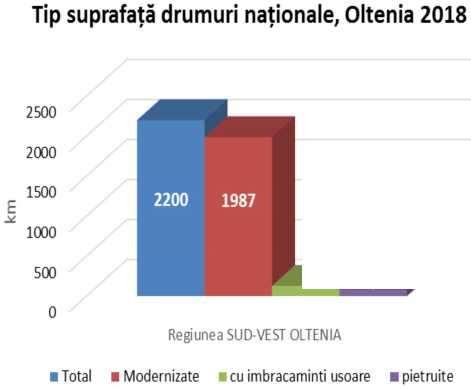 Tip suprafață drumuri naționale, Oltenia 2018
2500
2000
1500
1000
500
0
km
2200
1987
Regiunea SUD-VEST OLTENIA
Total
Modernizate
cu imbracaminti usoare
pietruite